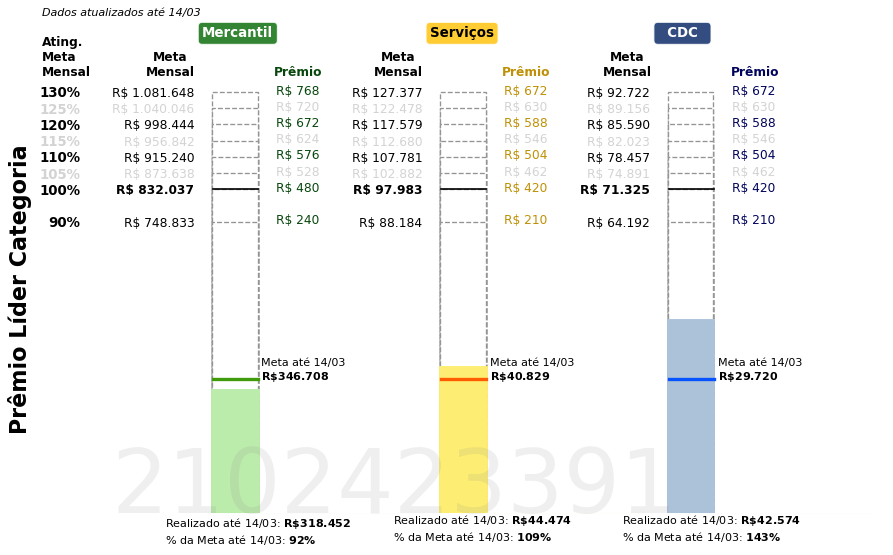 Dados atualizados até 14/03
Mercantil Serviços CDC
Ating.
Meta
Mensal
Meta
Mensal Prêmio Meta
Mensal Prêmio Meta
Mensal Prêmio
130% R$ 1.081.648 R$ 768 R$ 127.377 R$ 672 R$ 92.722 R$ 672
125% R$ 1.040.046 R$ 720 R$ 122.478 R$ 630 R$ 89.156 R$ 630
120% R$ 998.444 R$ 672 R$ 117.579 R$ 588 R$ 85.590 R$ 588
115% R$ 956.842 R$ 624 R$ 112.680 R$ 546 R$ 82.023 R$ 546
110% R$ 915.240 R$ 576 R$ 107.781 R$ 504 R$ 78.457 R$ 504
105% R$ 873.638 R$ 528 R$ 102.882 R$ 462 R$ 74.891 R$ 462
100% R$ 832.037 R$ 480 R$ 97.983 R$ 420 R$ 71.325 R$ 420
90% R$ 748.833 R$ 240 R$ 88.184 R$ 210 R$ 64.192 R$ 210
Prêmio Líder Categoria
Meta até 14/03 Meta até 14/03 Meta até 14/03
R$346.708 R$40.829 R$29.720
2102423391
Realizado até 14/03: R$318.452 Realizado até 14/03: R$44.474 Realizado até 14/03: R$42.574
% da Meta até 14/03: 92% % da Meta até 14/03: 109% % da Meta até 14/03: 143%